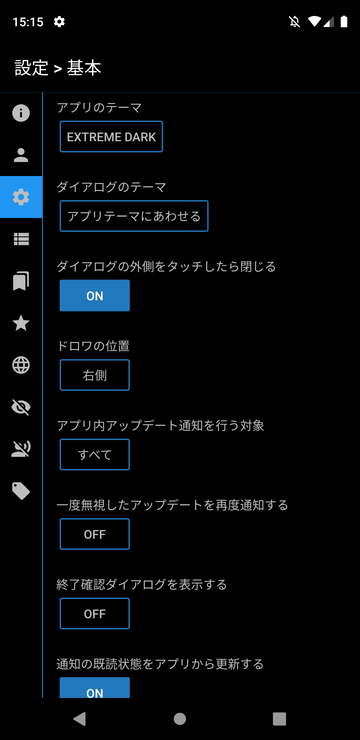 15:15
設定 > 基本
アプリのテーマ
EXTREME DARK
ダイアログのテーマ
アプリテーマにあわせる
ダイアログの外側をタッチしたら閉じる
ON
ドロワの位置
右側
アプリ内アップデート通知を行う対象
すべて
一度無視したアップデートを再度通知する
OFF
終了確認ダイアログを表示する
OFF
通知の既読状態をアプリから更新する
ON